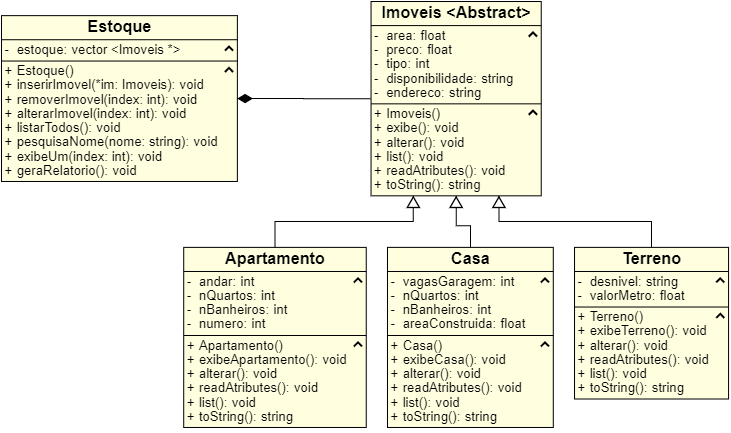 Estoque
- estoque: vector <Imoveis *>
+ Estoque()
+ inserirImovel(*im: Imoveis): void
+ removerImovel(index: int): void
+ alterarImovel(index: int): void
+ listarTodos(): void
+ pesquisaNome(nome: string): void
+ exibeUm(index: int): void
+ geraRelatorio(): void
Imoveis <Abstract>
- area: float
- preco: float
- tipo: int
- disponibilidade: string
- endereco: string
+ Imoveis()
+ exibe(): void
+ alterar(): void
+ list(): void
+ readAtributes(): void
+ toString(): string
Apartamento
- andar: int
- nQuartos: int
- nBanheiros: int
- numero: int
+ Apartamento()
+ exibeApartamento(): void
+ alterar(): void
+ readAtributes(): void
+ list(): void
+ toString(): string
Casa
- vagasGaragem: int
- nQuartos: int
- nBanheiros: int
- areaConstruida: float
+ Casa()
+ exibeCasa(): void
+ alterar(): void
+ readAtributes(): void
+ list(): void
+ toString(): string
Terreno
- desnivel: string
- valorMetro: float
+ Terreno()
+ exibeTerreno(): void
+ alterar(): void
+ readAtributes(): void
+ list(): void
+ toString(): string